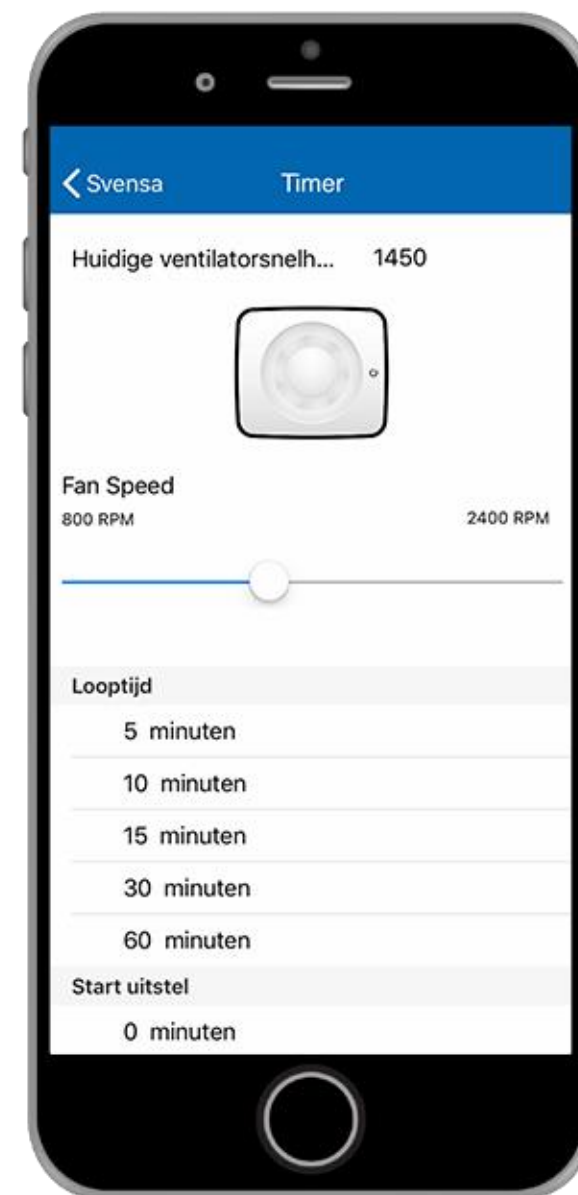 Svensa Timer
Huidige ventilatorsnelh... 1450
Fan Speed
800 RPM 2400 RPM
Looptijd
5 minuten
10 minuten
15 minuten
30 minuten
60 minuten
Start uitstel
0 minuten